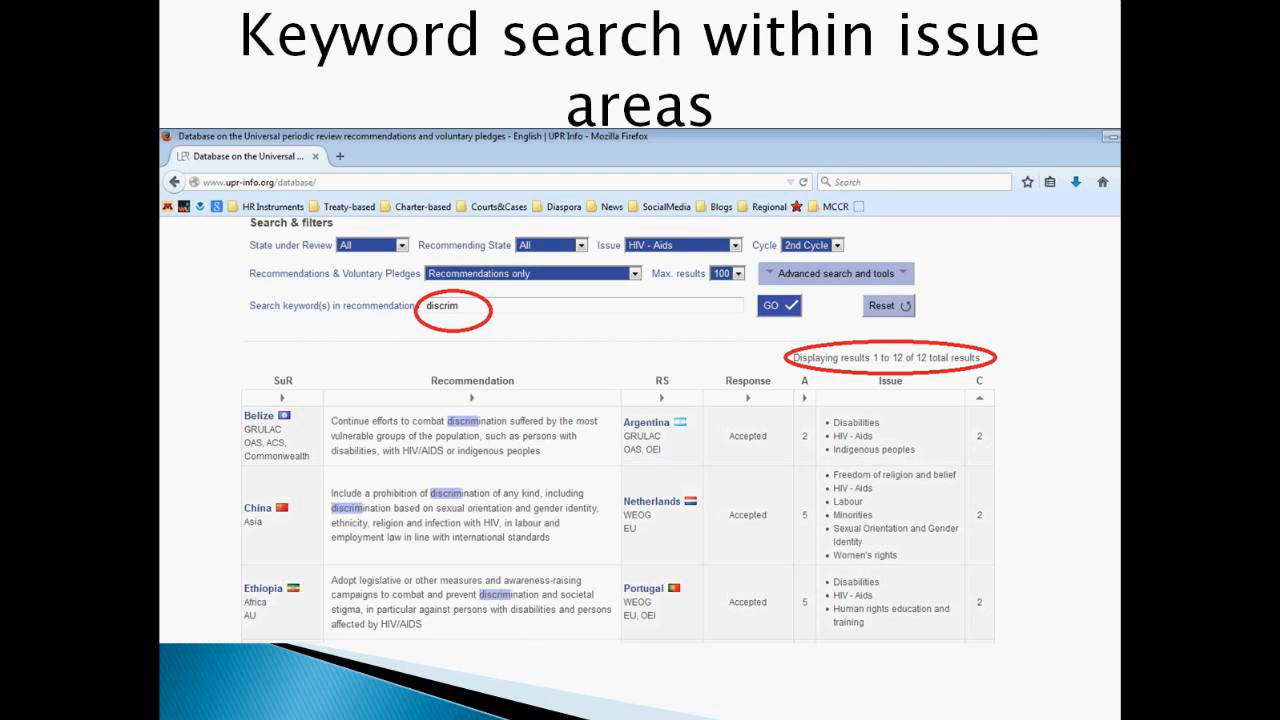 Keyword search within issue
areas
Database on the Universal periodic review recommendations and voluntary pledges - English | UPR Info - Mozilla Firefox
UPR Database on the Universal ... × +
www.upr-info.org/database/ Search
HR Instruments Treaty-based Charter-based Courts&Cases Diaspora News SocialMedia Blogs Regional MCCR
Search & filters
State under Review All Recommending State All Issue HIV - Aids Cycle 2nd Cycle
Recommendations & Voluntary Pledges Recommendations only Max. results 100 Advanced search and tools
Search keyword(s) in recommendation discrim GO Reset
Displaying results 1 to 12 of 12 total results
SuR Recommendation RS Response A Issue C
Belize
GRULAC
OAS, ACS,
Commonwealth
Continue efforts to combat discrimination suffered by the most
vulnerable groups of the population, such as persons with
disabilities, with HIV/AIDS or indigenous peoples
Argentina
GRULAC
OAS, OEI
Accepted
2
• Disabilities
• HIV - Aids
• Indigenous peoples
2
China
Asia
Include a prohibition of discrimination of any kind, including
discrimination based on sexual orientation and gender identity,
ethnicity, religion and infection with HIV, in labour and
employment law in line with international standards
Netherlands
WEOG
EU
Accepted
5
• Freedom of religion and belief
• HIV - Aids
• Labour
• Minorities
• Sexual Orientation and Gender
Identity
• Women's rights
2
Ethiopia
Africa
AU
Adopt legislative or other measures and awareness-raising
campaigns to combat and prevent discrimination and societal
stigma, in particular against persons with disabilities and persons
affected by HIV/AIDS
Portugal
WEOG
EU, OEI
Accepted
5
• Disabilities
• HIV - Aids
• Human rights education and
training
2